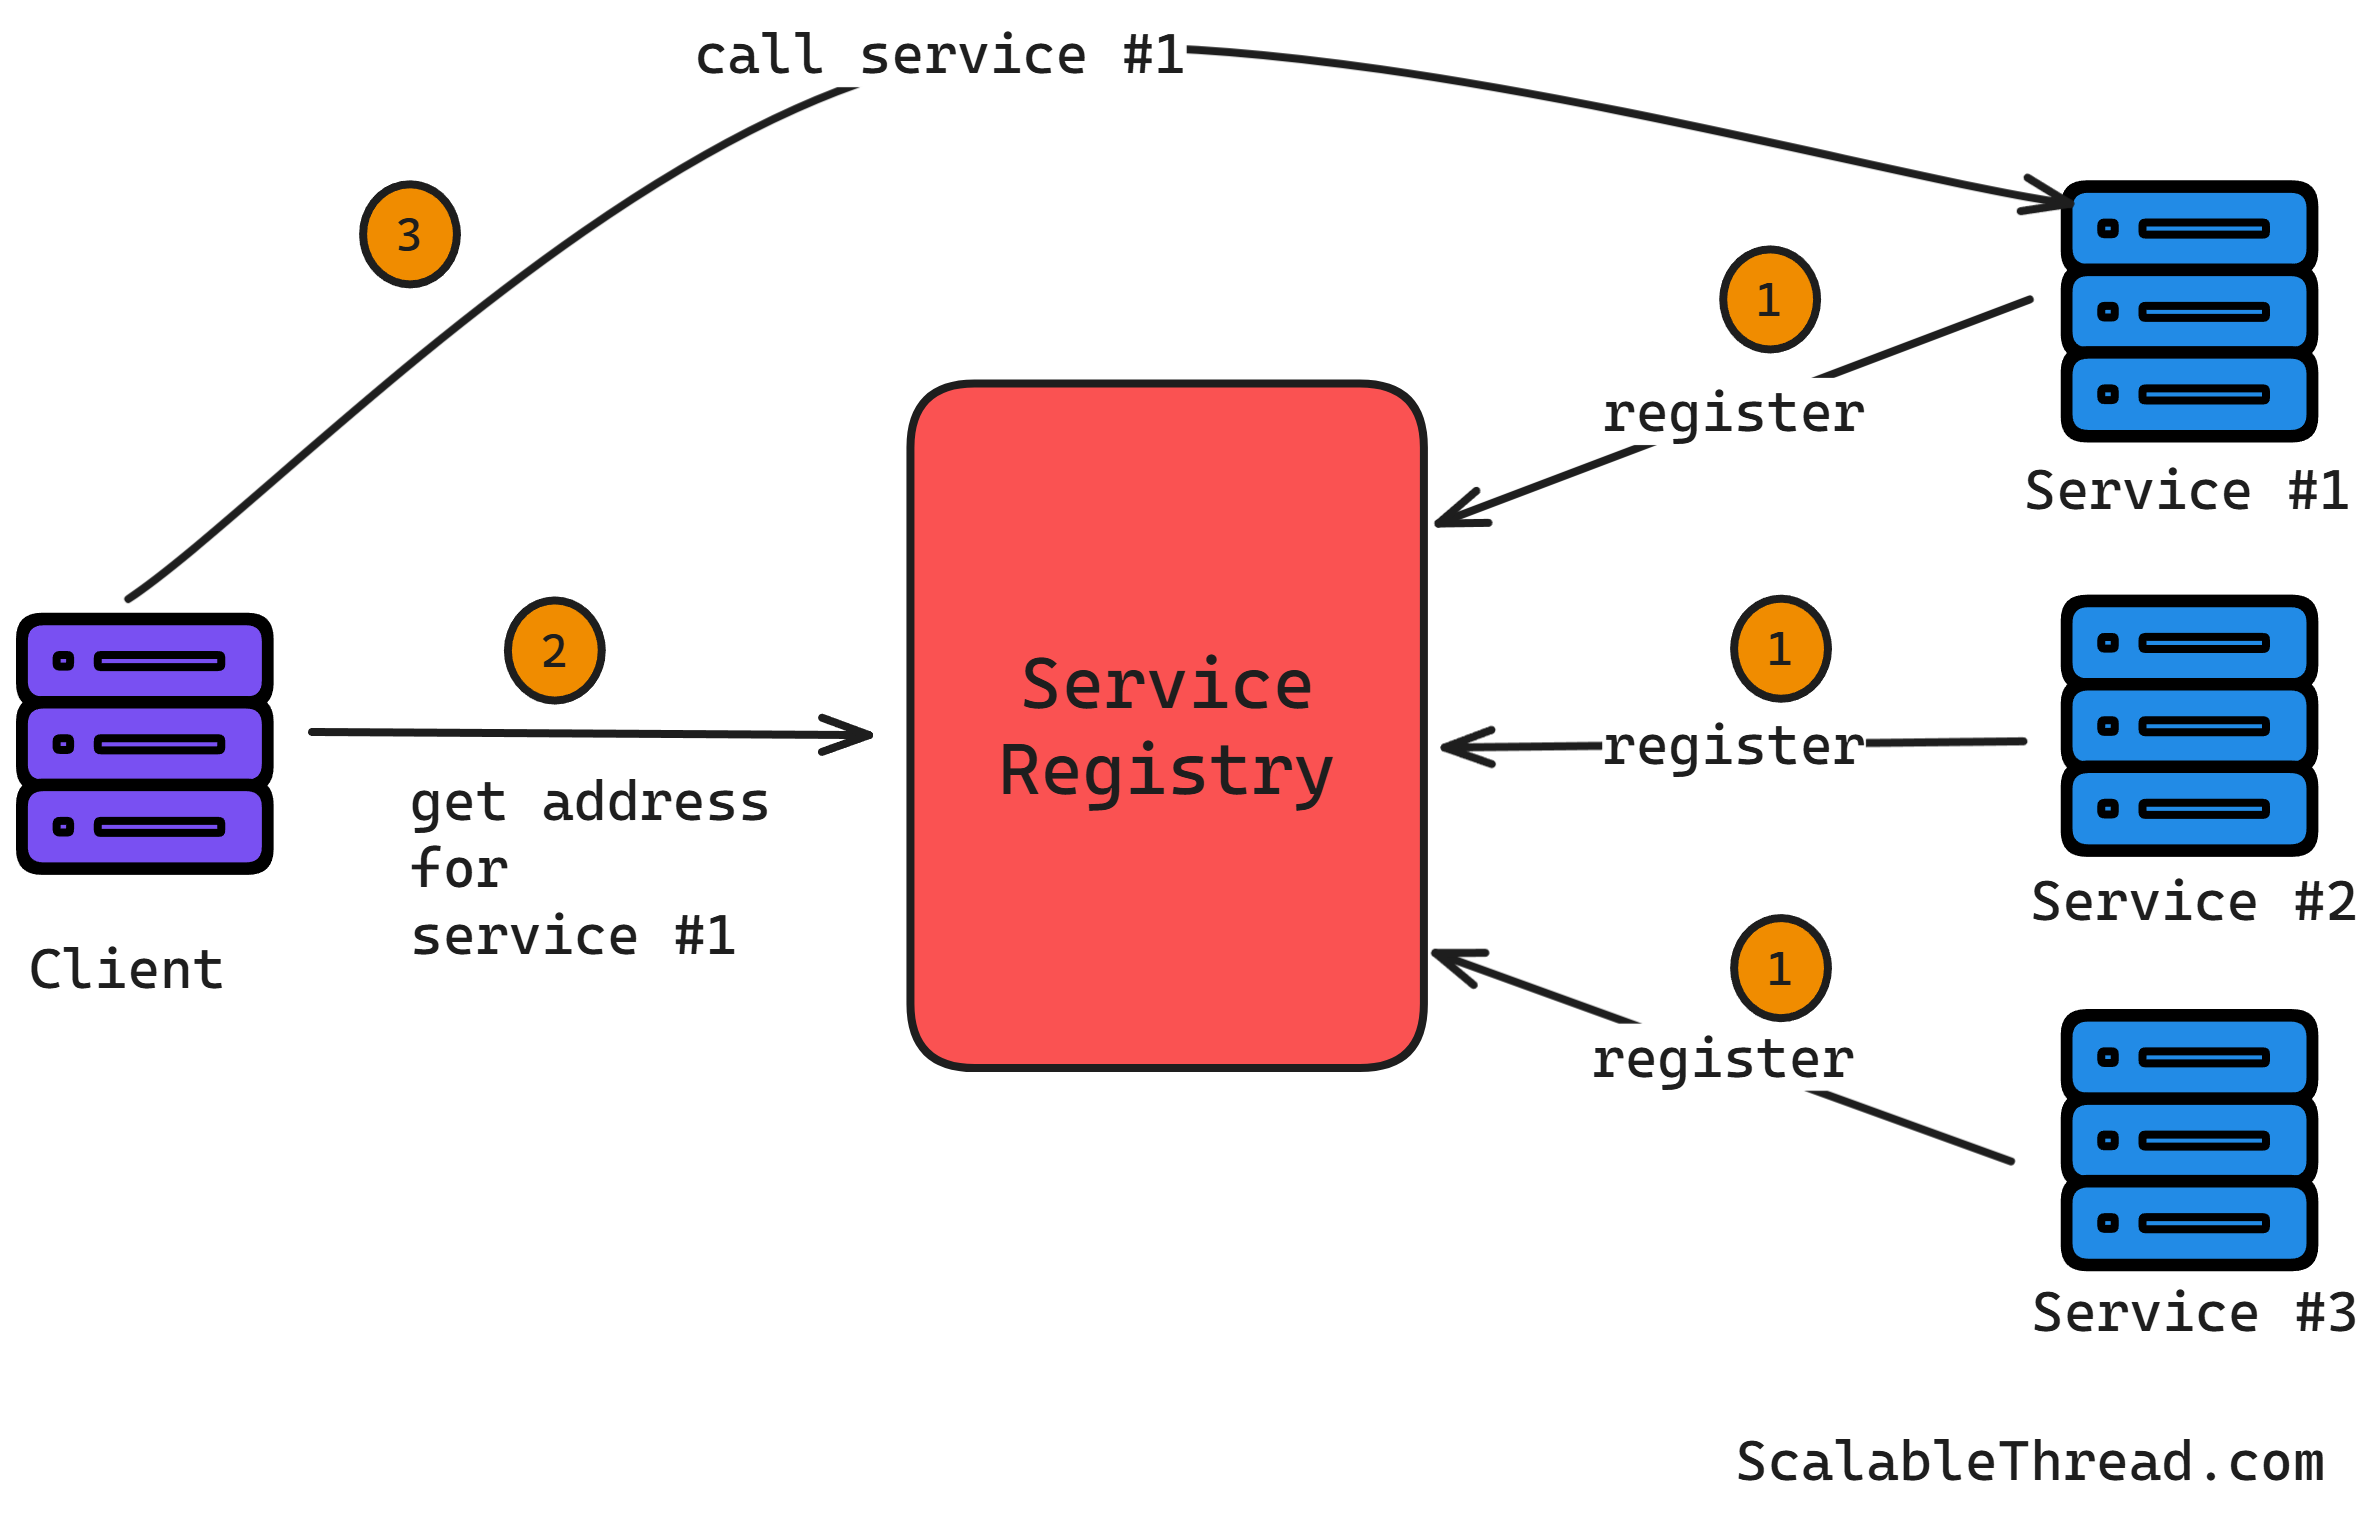 call service #1
3
1
register
Service #1
2
get address
for
service #1
Service
Registry
1
register
Service #2
Client
1
register
Service #3
ScalableThread.com